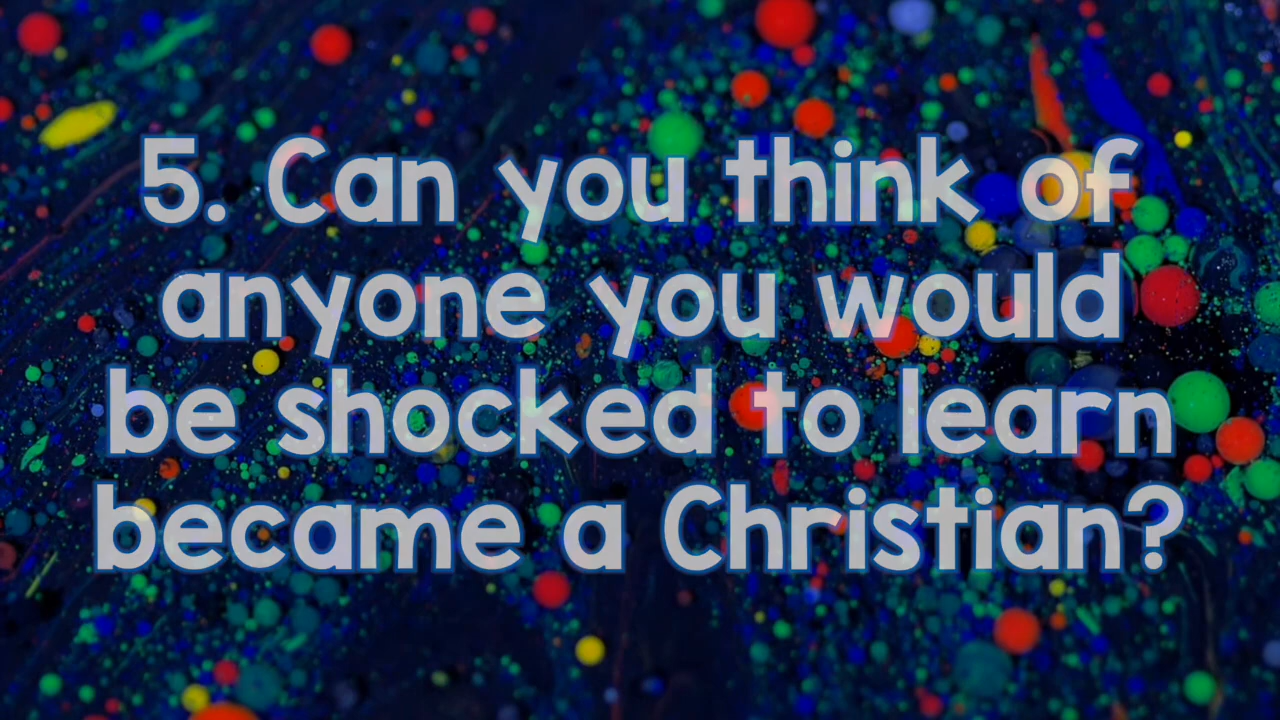 5. Can you think of
anyone you would
be shocked to learn
became a Christian?